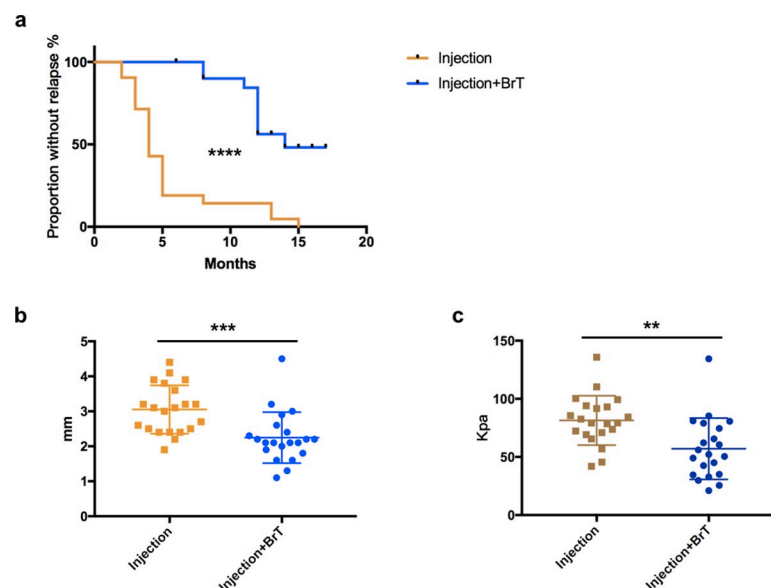 a
Proportion without relapse %
100
50
0
0 5 10 15 20
Months
****
Injection
Injection+BrT
b
mm
5
4
3
2
1
0
***
Injection
Injection+BrT
c
Kpa
150
100
50
0
**
Injection
Injection+BrT